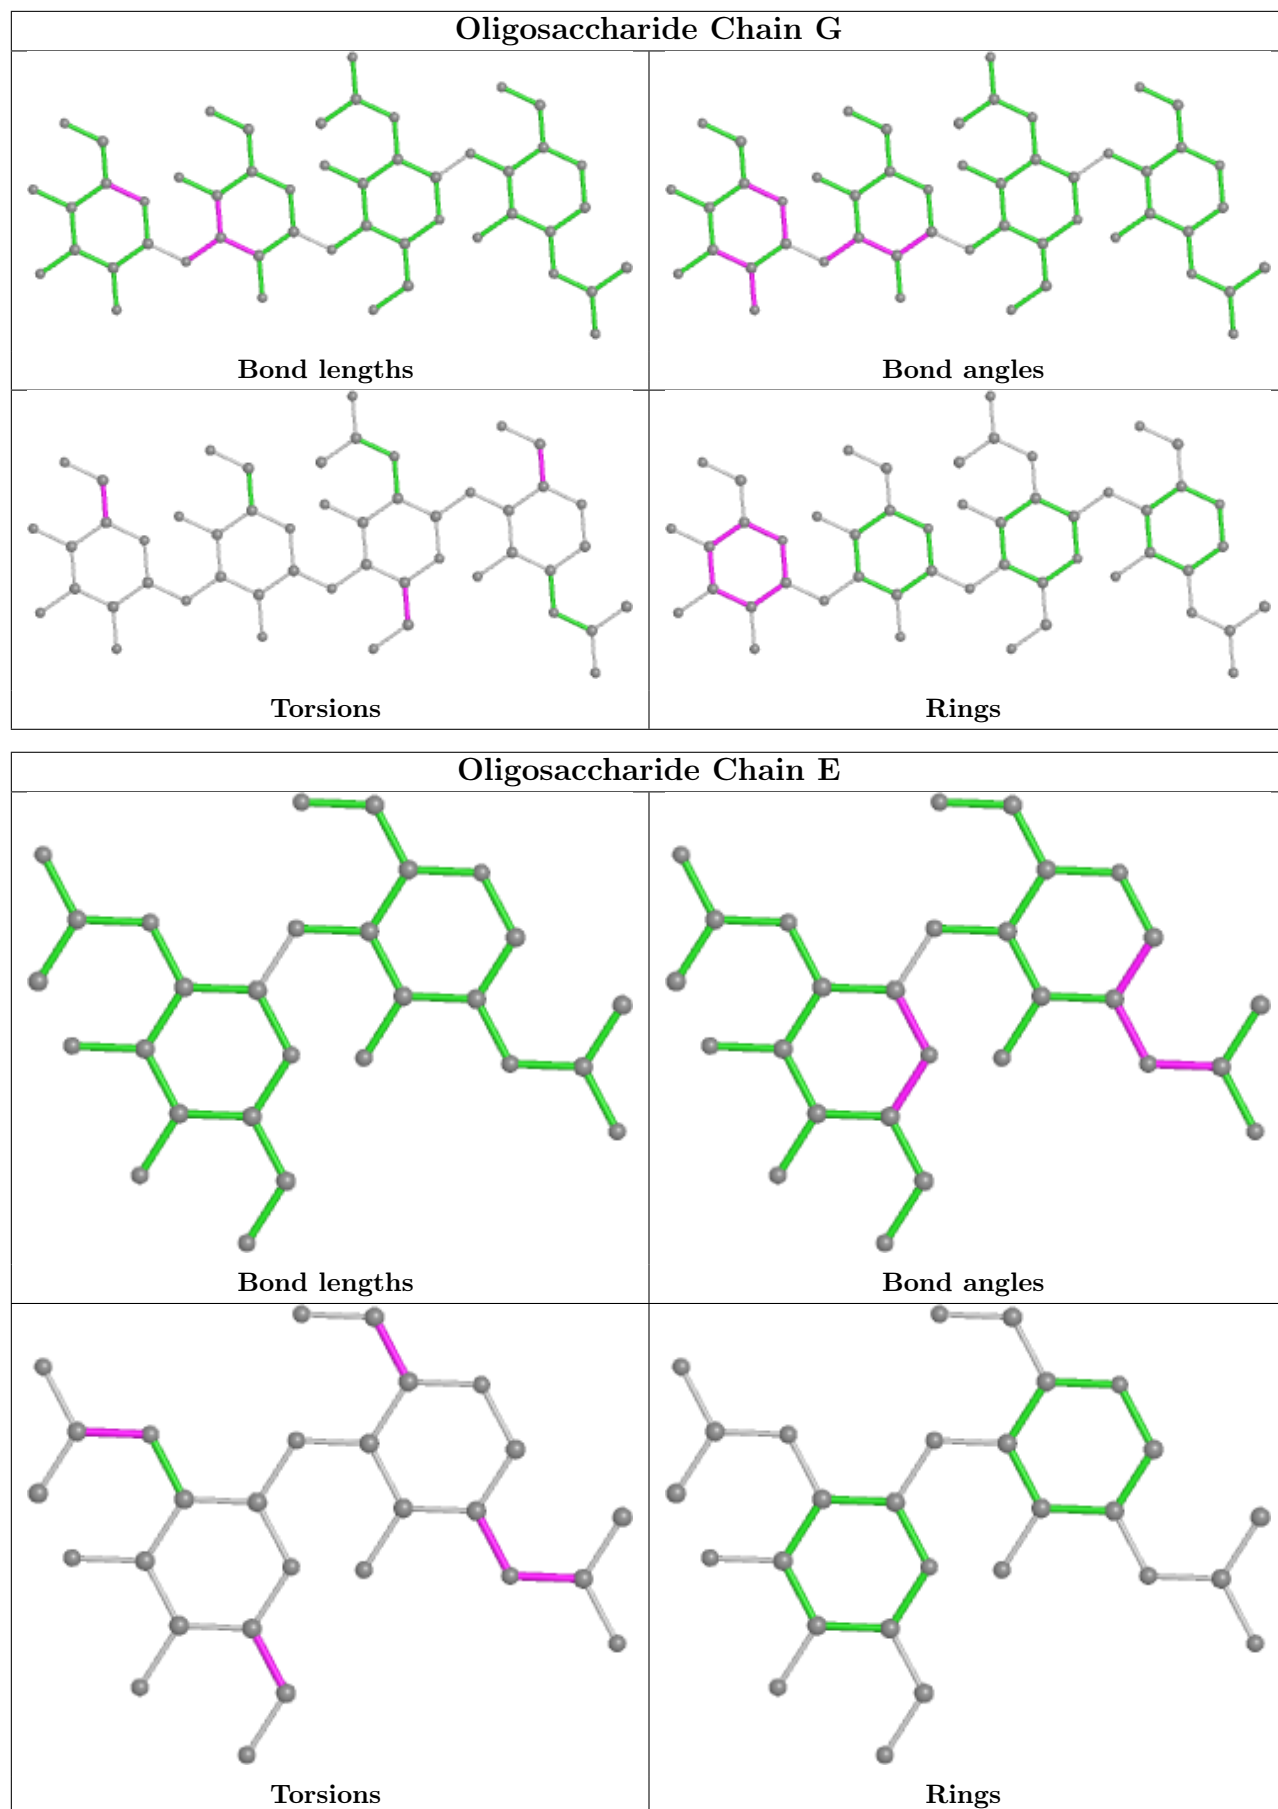 Oligosaccharide Chain G
Bond lengths
Bond angles
Torsions
Rings
Oligosaccharide Chain E
Bond lengths
Bond angles
Torsions
Rings